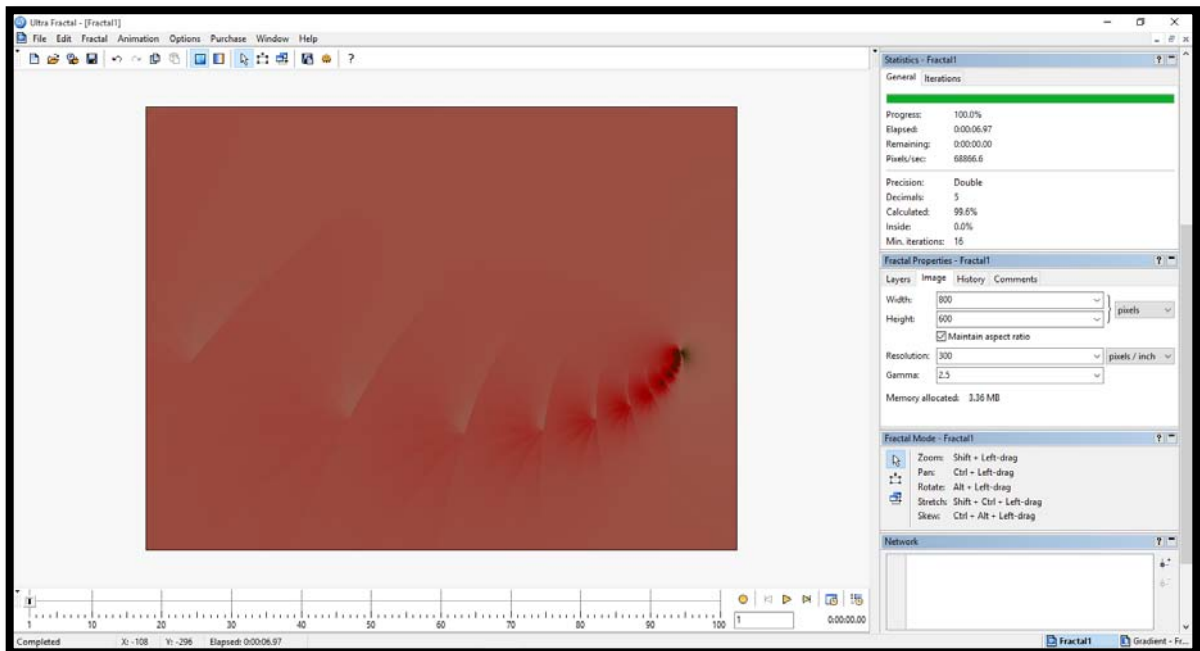 Ultra Fractal - [Fractal1]
File Edit Fractal Animation Options Purchase Window Help
?
Statistics - Fractal1
General Iterations
Progress: 100.0%
Elapsed: 0:00:06.97
Remaining: 0:00:00.00
Pixels/sec: 68866.6
Precision: Double
Decimals: 5
Calculated: 99.6%
Inside: 0.0%
Min. iterations: 16
Fractal Properties - Fractal1
Layers Image History Comments
Width: 800
Height: 600
pixels
Maintain aspect ratio
Resolution: 300 pixels / inch
Gamma: 2.5
Memory allocated: 3.36 MB
Fractal Mode - Fractal1
Zoom: Shift + Left-drag
Pan: Ctrl + Left-drag
Rotate: Alt + Left-drag
Stretch: Shift + Ctrl + Left-drag
Skew: Ctrl + Alt + Left-drag
Network
1 10 20 30 40 50 60 70 80 90 100
1 0:00:00.00
Completed X: -108 Y: -296 Elapsed: 0:00:06.97 Fractal1 Gradient - Fr...